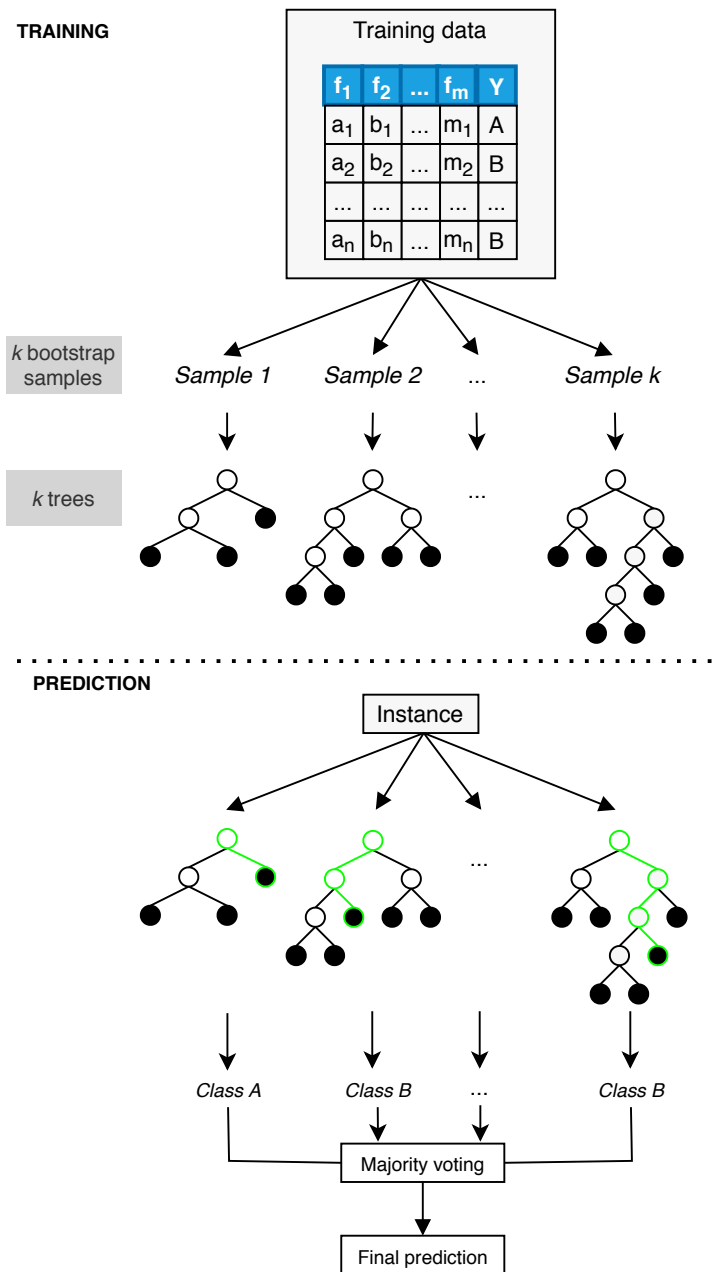 TRAINING
Training data
f1 f2 ... fm Y
a1 b1 ... m1 A
a2 b2 ... m2 B
... ... ... ... ...
an bn ... mn B
k bootstrap
samples
Sample 1 Sample 2 ... Sample k
k trees
...
PREDICTION
Instance
...
Class A Class B ... Class B
Majority voting
Final prediction